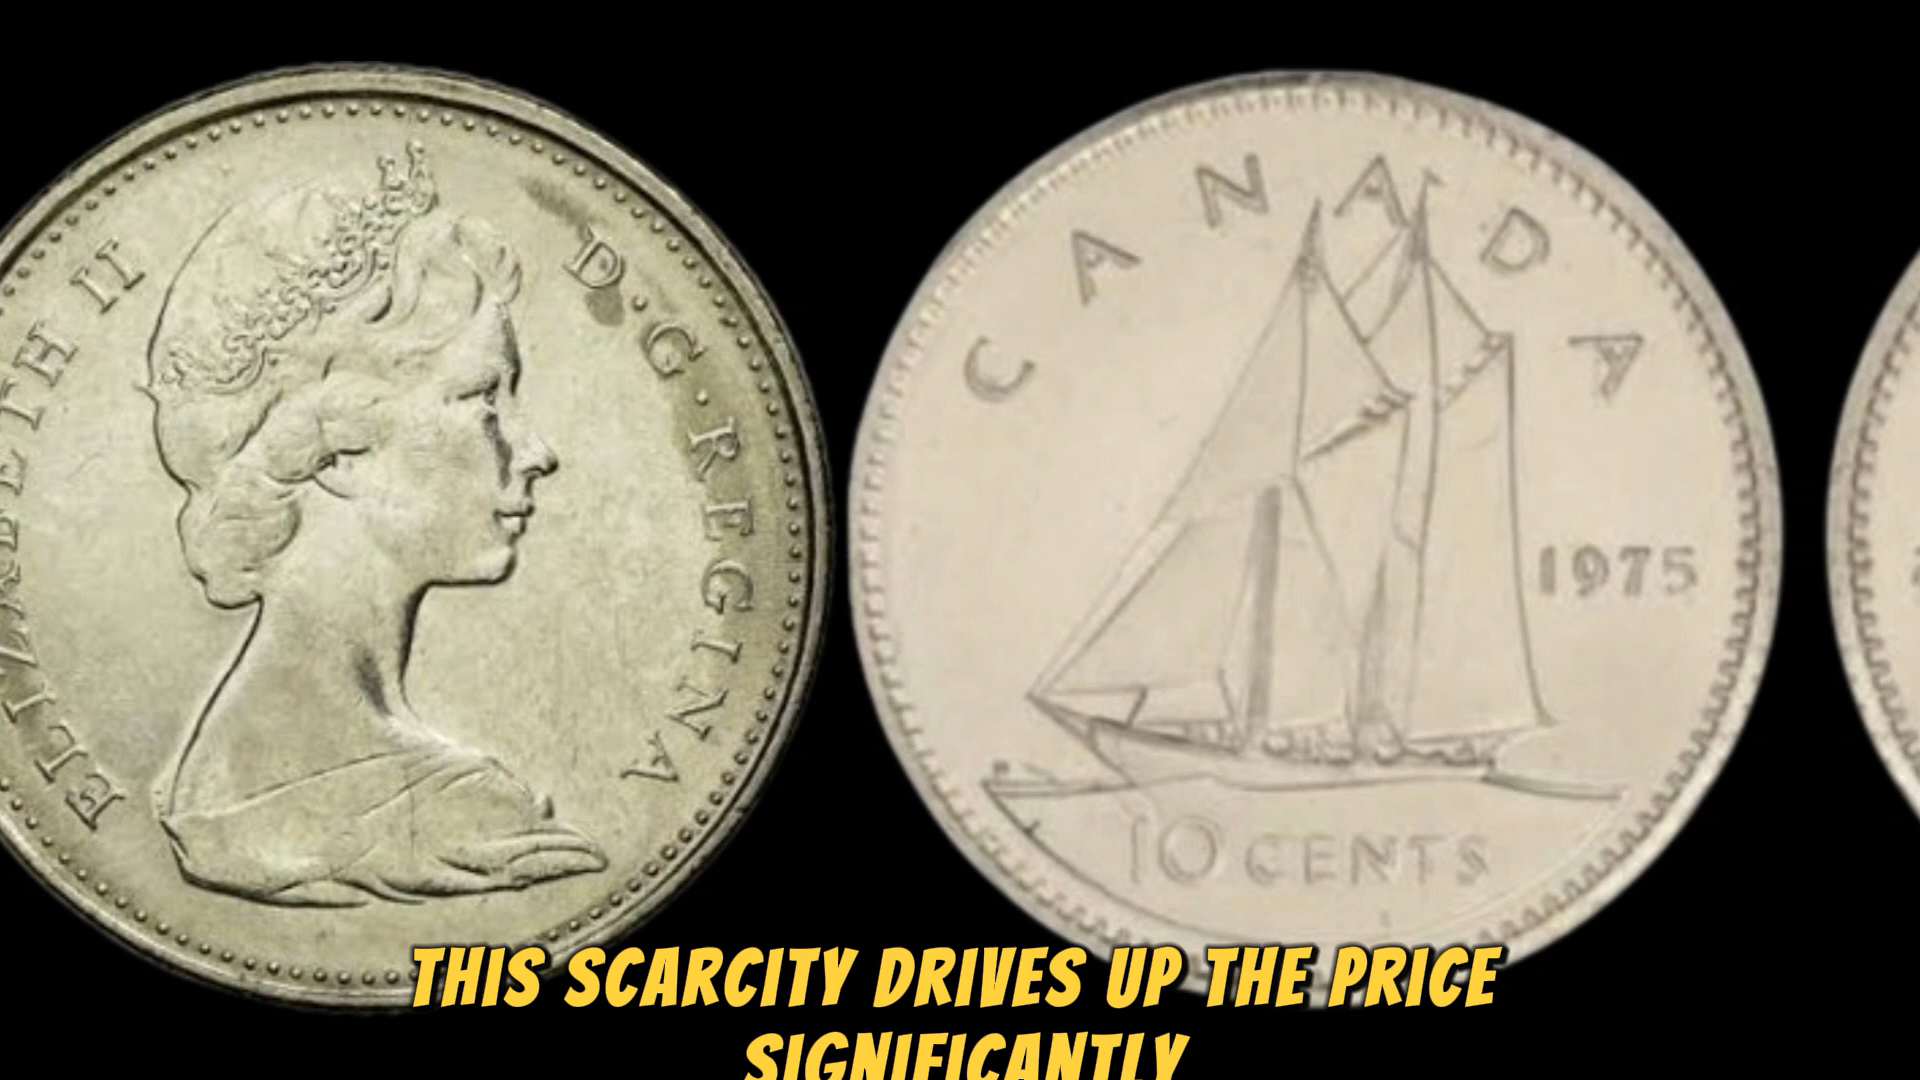 ELIZABETH II D·G·REGINA
CANADA
1975
10 CENTS
THIS SCARCITY DRIVES UP THE PRICE
SIGNIFICANTLY